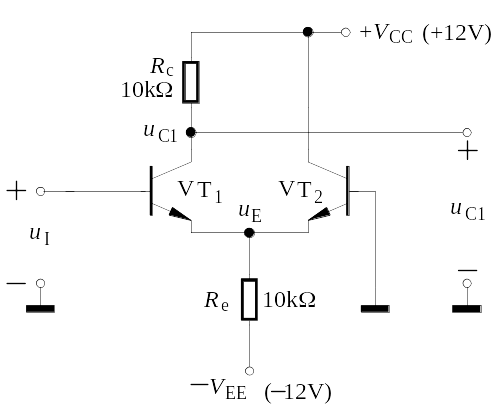 +V_CC (+12V)
R_c
10kΩ
u_C1
+
+
VT_1
VT_2
u_E
u_I
u_C1
−
−
R_e 10kΩ
−V_EE (−12V)